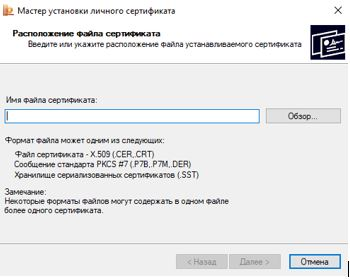 Мастер установки личного сертификата
Расположение файла сертификата
Введите или укажите расположение файла устанавливаемого сертификата
Имя файла сертификата:
Обзор...
Формат файла может одним из следующих:
Файл сертификат - X.509 (.CER,.CRT)
Сообщение стандарта PKCS #7 (.P7B,.P7M,.DER)
Хранилище сериализованных сертификатов (.SST)
Замечание:
Некоторые форматы файлов могут содержать в одном файле
более одного сертификата.
< Назад
Далее >
Отмена